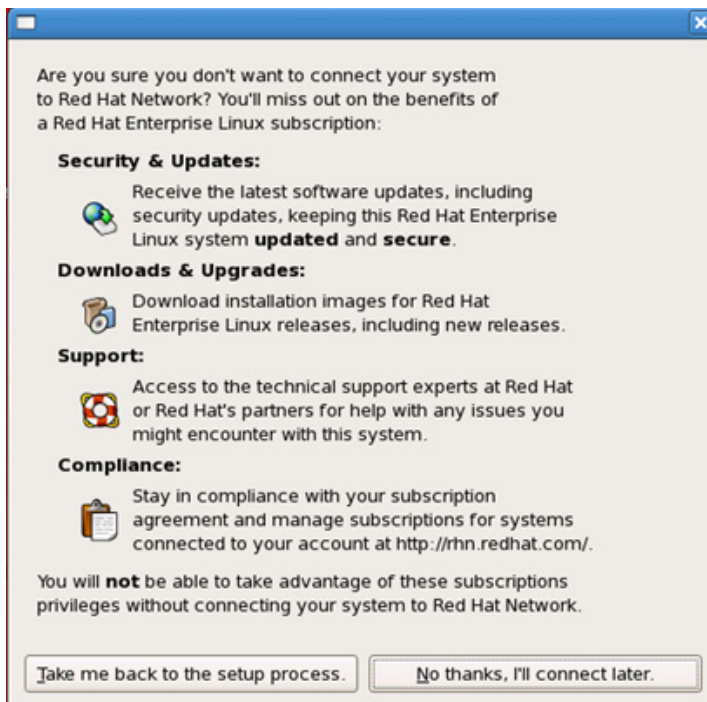 Are you sure you don't want to connect your system
to Red Hat Network? You'll miss out on the benefits of
a Red Hat Enterprise Linux subscription:
Security & Updates:
Receive the latest software updates, including
security updates, keeping this Red Hat Enterprise
Linux system updated and secure.
Downloads & Upgrades:
Download installation images for Red Hat
Enterprise Linux releases, including new releases.
Support:
Access to the technical support experts at Red Hat
or Red Hat's partners for help with any issues you
might encounter with this system.
Compliance:
Stay in compliance with your subscription
agreement and manage subscriptions for systems
connected to your account at http://rhn.redhat.com/.
You will not be able to take advantage of these subscriptions
privileges without connecting your system to Red Hat Network.
Take me back to the setup process.
No thanks, I'll connect later.